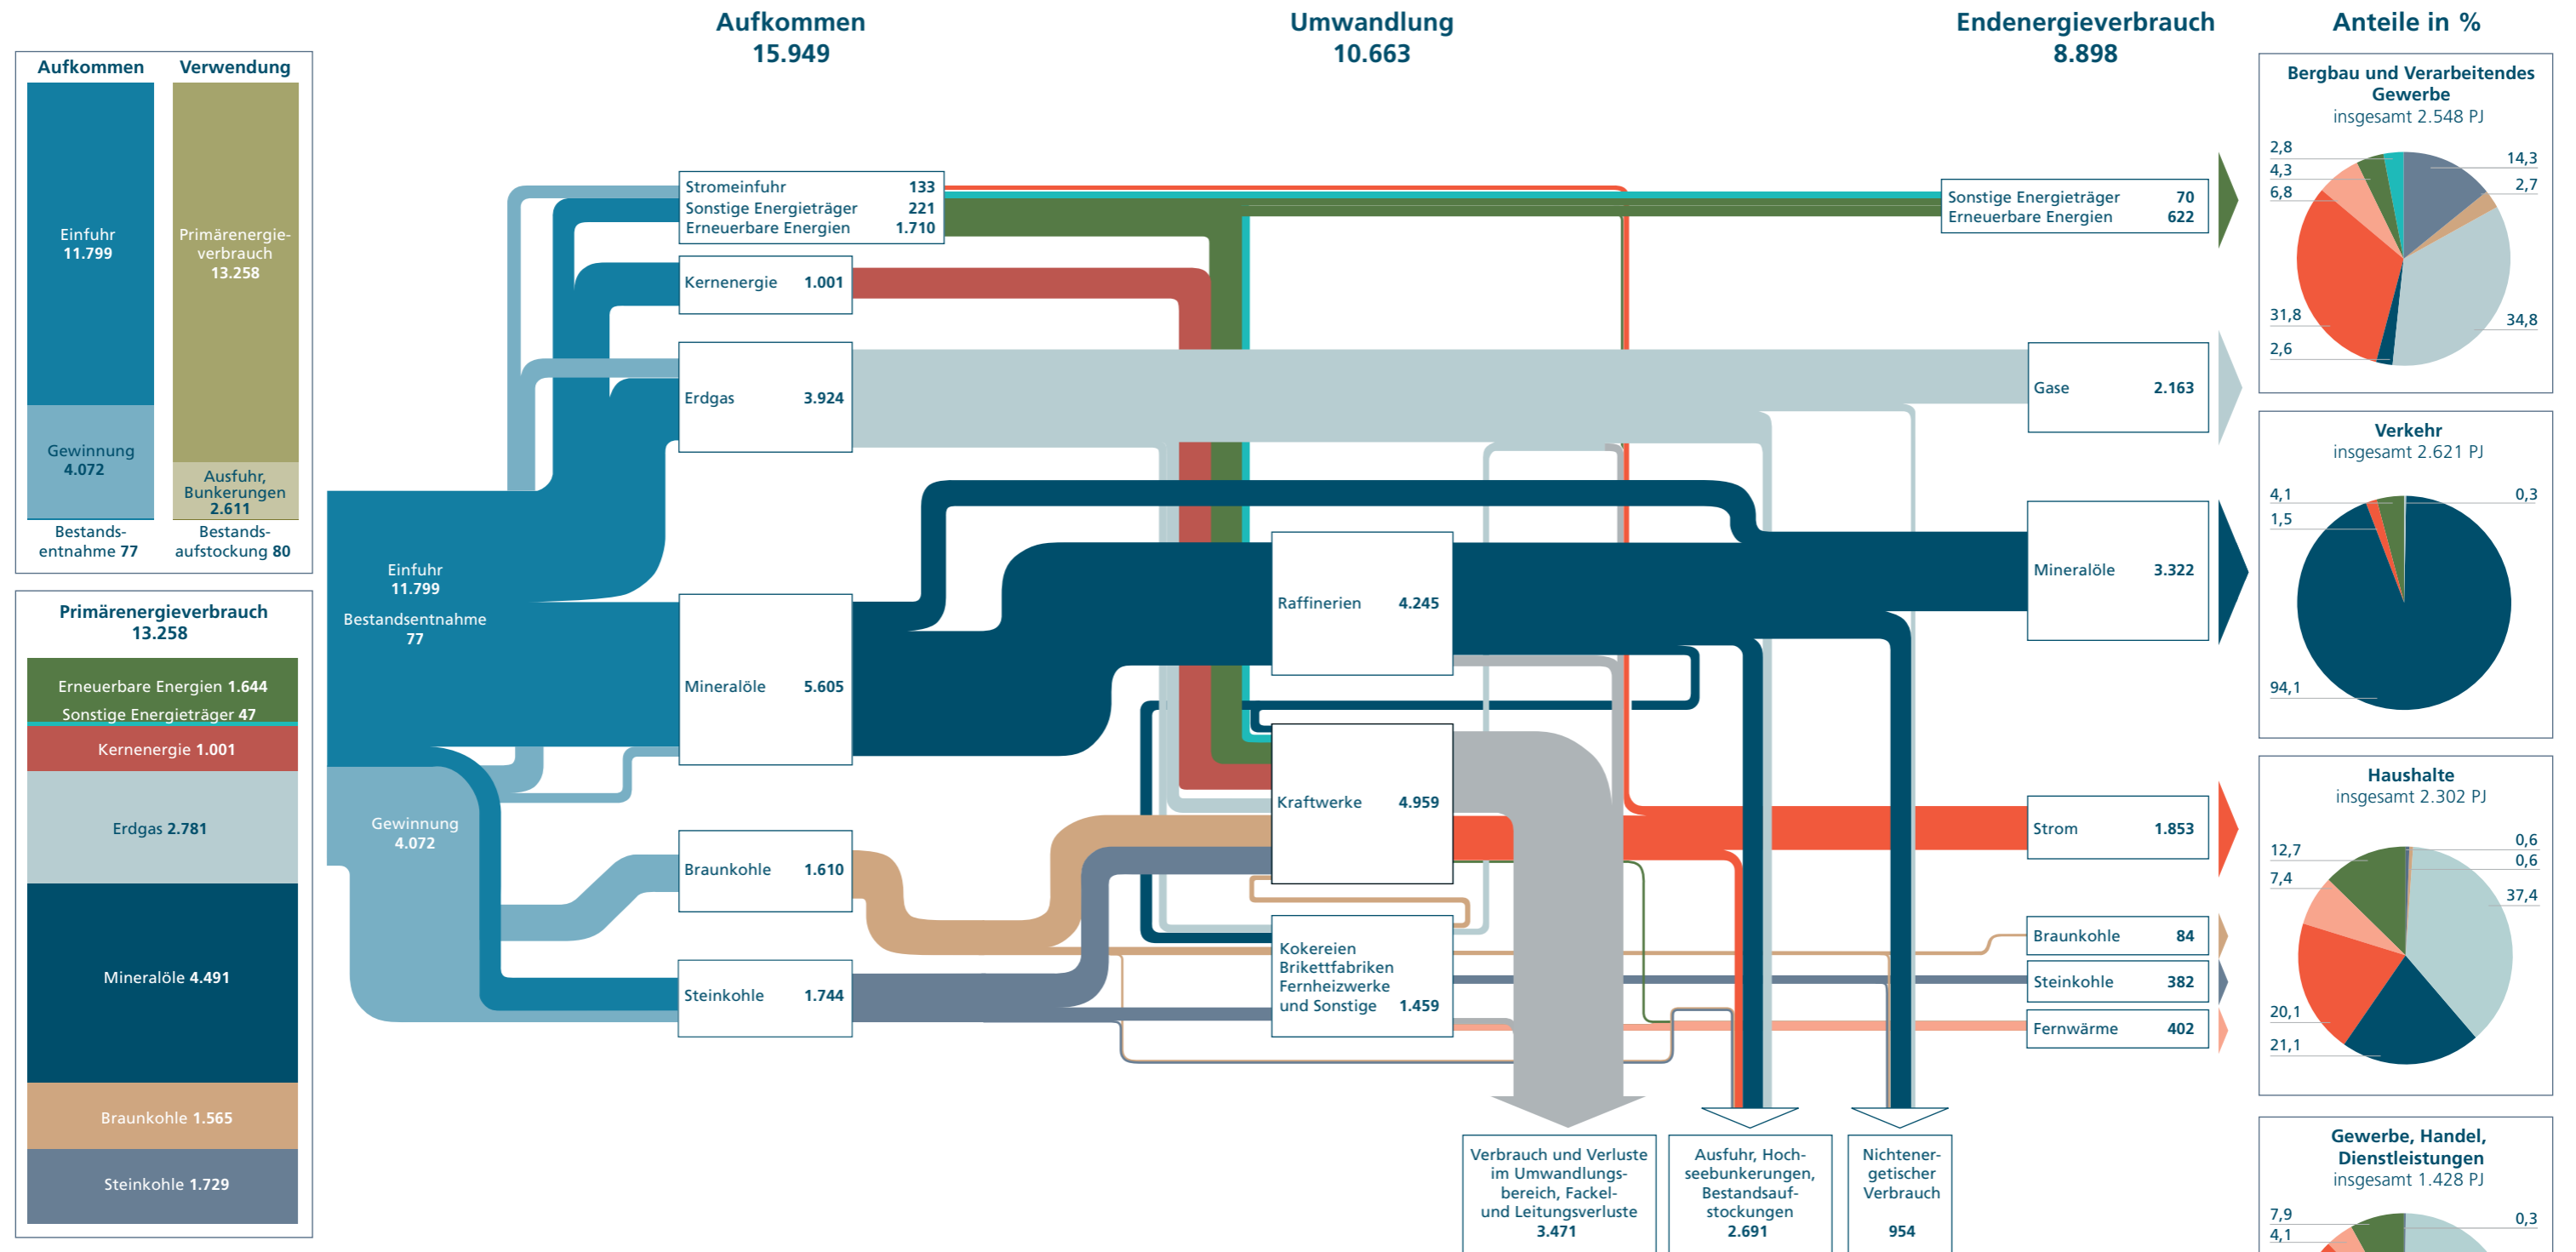 Aufkommen
15.949
Umwandlung
10.663
Endenergieverbrauch
8.898
Anteile in %
Aufkommen
Verwendung
Einfuhr
11.799
Primärenergie-
verbrauch
13.258
Gewinnung
4.072
Ausfuhr,
Bunkerungen
2.611
Bestands-
entnahme 77
Bestands-
aufstockung 80
Primärenergieverbrauch
13.258
Erneuerbare Energien 1.644
Sonstige Energieträger 47
Kernenergie 1.001
Erdgas 2.781
Mineralöle 4.491
Braunkohle 1.565
Steinkohle 1.729
Einfuhr
11.799
Bestandsentnahme
77
Gewinnung
4.072
Stromeinfuhr 133
Sonstige Energieträger 221
Erneuerbare Energien 1.710
Kernenergie 1.001
Erdgas 3.924
Mineralöle 5.605
Braunkohle 1.610
Steinkohle 1.744
Raffinerien 4.245
Kraftwerke 4.959
Kokereien
Brikettfabriken
Fernheizwerke
und Sonstige 1.459
Sonstige Energieträger 70
Erneuerbare Energien 622
Gase 2.163
Mineralöle 3.322
Strom 1.853
Braunkohle 84
Steinkohle 382
Fernwärme 402
Verbrauch und Verluste
im Umwandlungs-
bereich, Fackel-
und Leitungsverluste
3.471
Ausfuhr, Hoch-
seebunkerungen,
Bestandsauf-
stockungen
2.691
Nichtener-
getischer
Verbrauch
954
Bergbau und Verarbeitendes
Gewerbe
insgesamt 2.548 PJ
2,8
4,3
6,8
31,8
2,6
14,3
2,7
34,8
Verkehr
insgesamt 2.621 PJ
4,1
1,5
94,1
0,3
Haushalte
insgesamt 2.302 PJ
12,7
7,4
20,1
21,1
0,6
0,6
37,4
Gewerbe, Handel,
Dienstleistungen
insgesamt 1.428 PJ
7,9
4,1
0,3